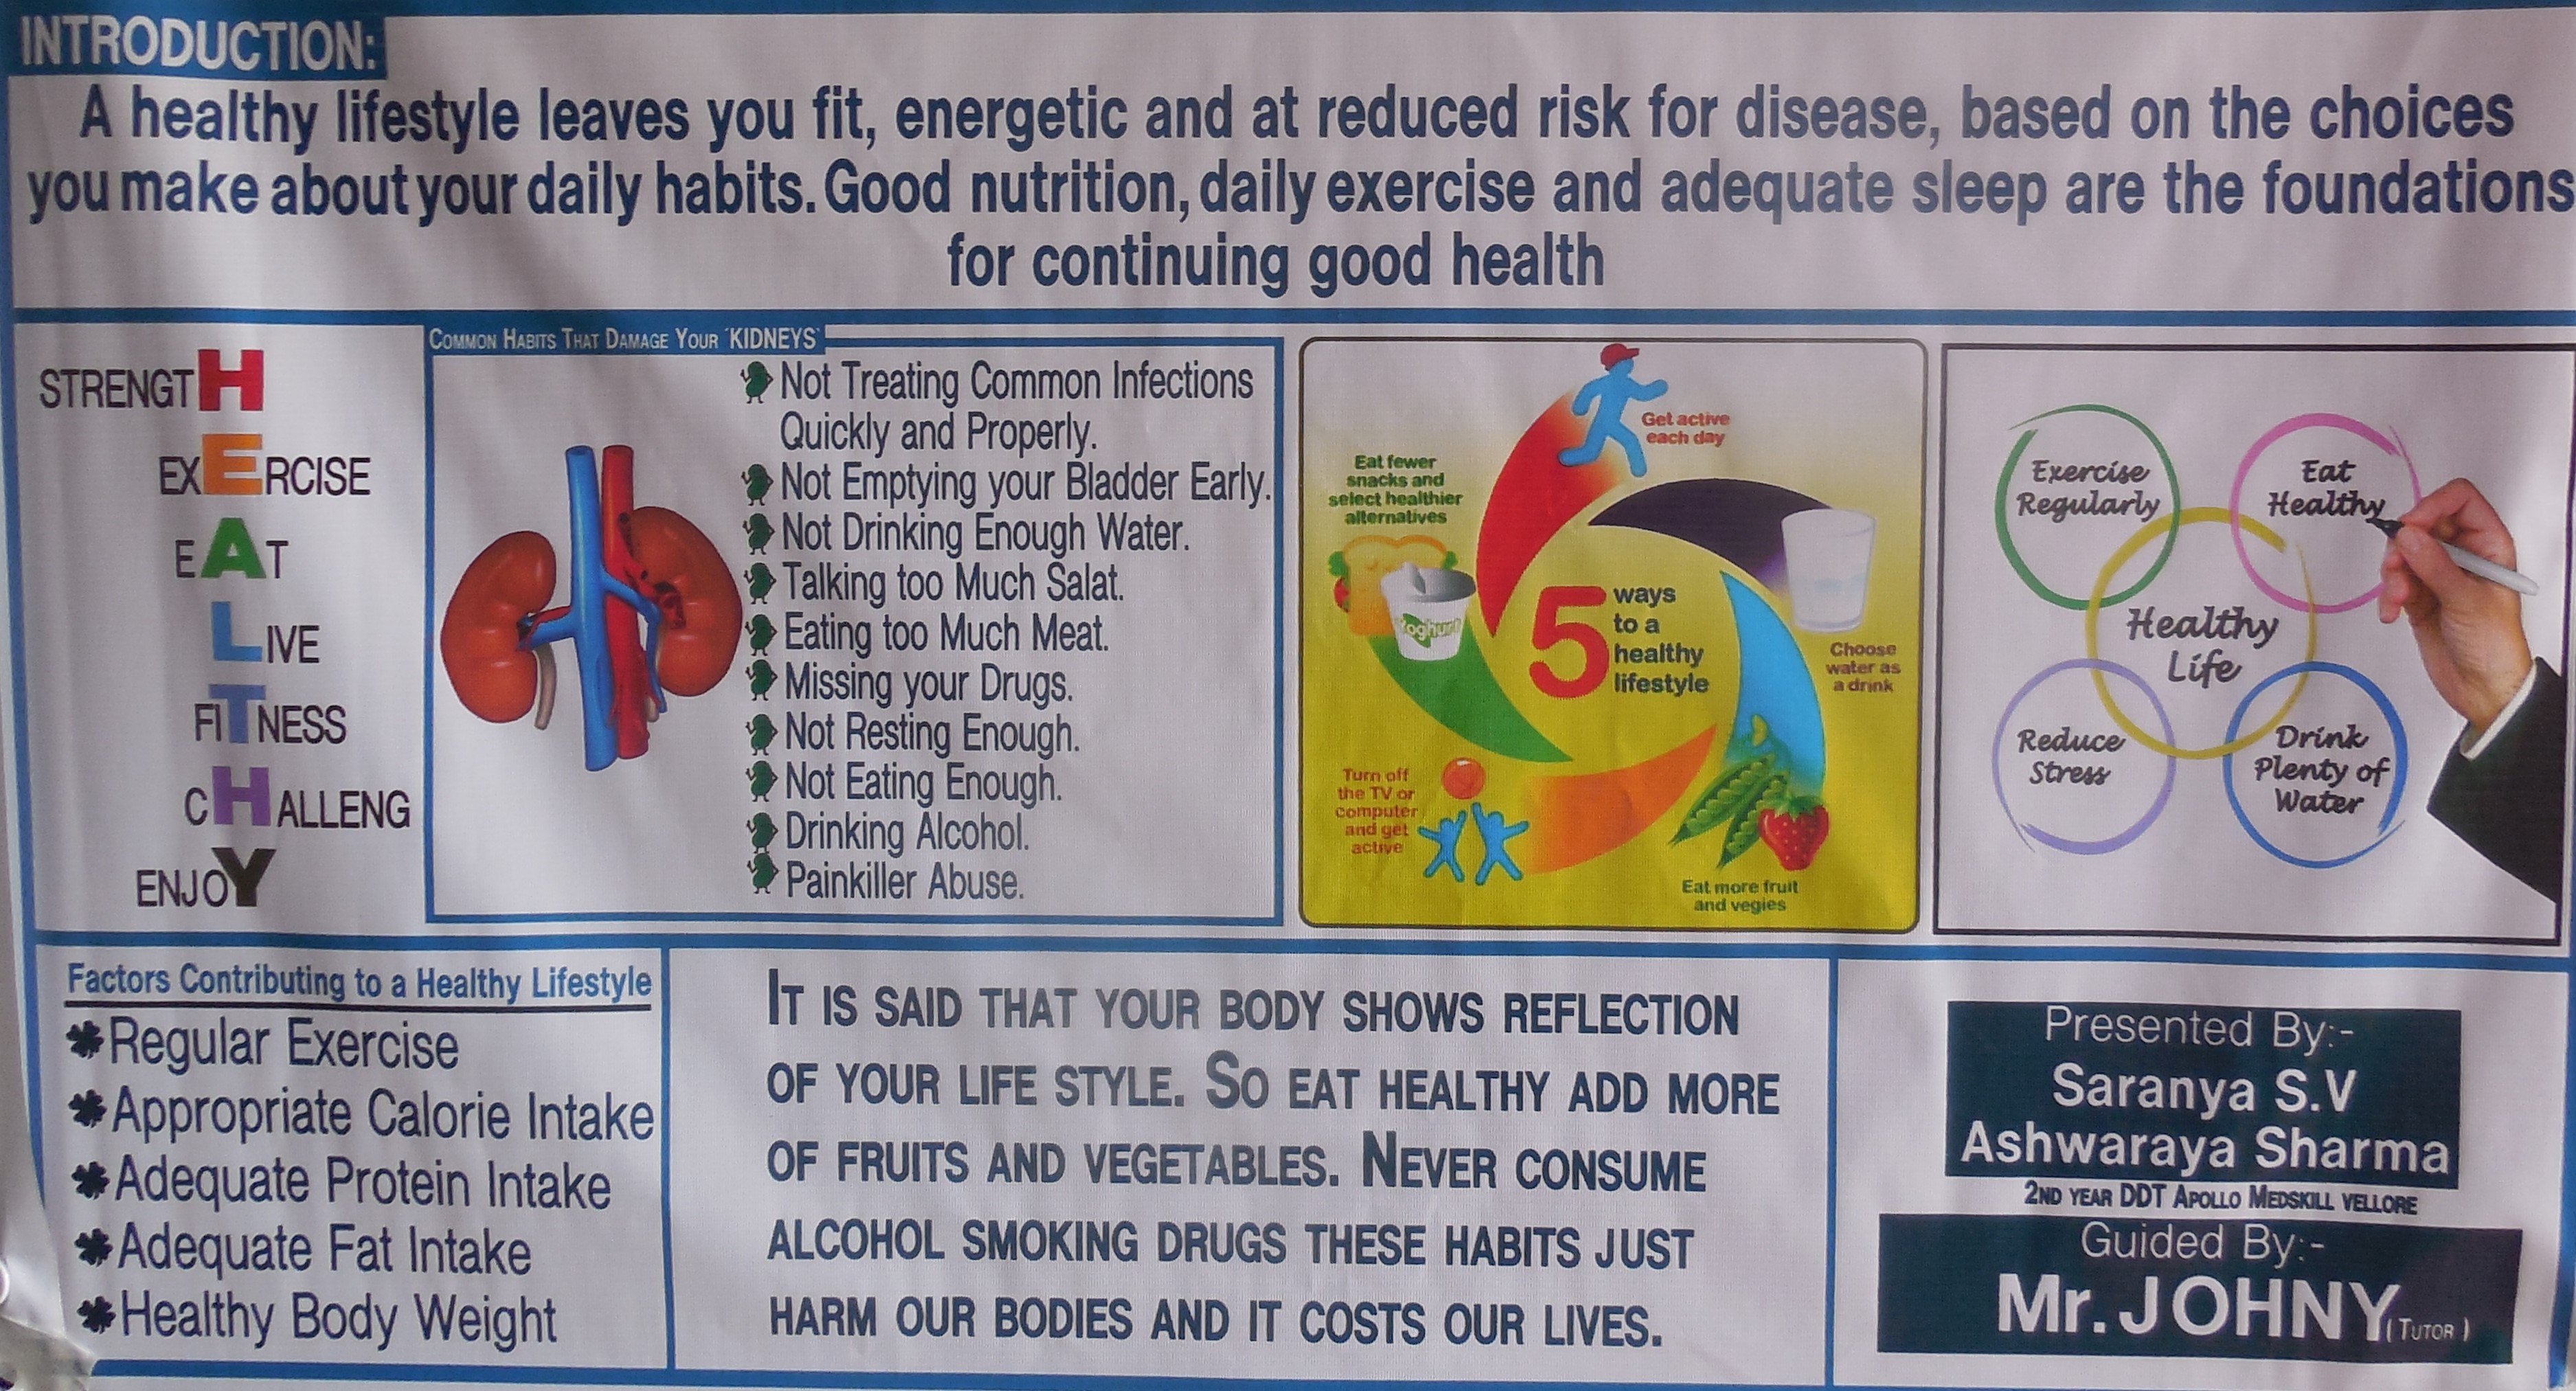 INTRODUCTION:
A healthy lifestyle leaves you fit, energetic and at reduced risk for disease, based on the choices
you make about your daily habits. Good nutrition, daily exercise and adequate sleep are the foundations
for continuing good health
STRENGTH
EXERCISE
EAT
LIVE
FITNESS
CHALLENG
ENJOY
COMMON HABITS THAT DAMAGE YOUR 'KIDNEYS'
Not Treating Common Infections
Quickly and Properly.
Not Emptying your Bladder Early.
Not Drinking Enough Water.
Talking too Much Salat.
Eating too Much Meat.
Missing your Drugs.
Not Resting Enough.
Not Eating Enough.
Drinking Alcohol.
Painkiller Abuse.
Get active
each day
Eat fewer
snacks and
select healthier
alternatives
Yoghurt
5 ways
to a
healthy
lifestyle
Choose
water as
a drink
Turn off
the TV or
computer
and get
active
Eat more fruit
and vegies
Exercise
Regularly
Eat
Healthy
Healthy
Life
Reduce
Stress
Drink
Plenty of
Water
Factors Contributing to a Healthy Lifestyle
Regular Exercise
Appropriate Calorie Intake
Adequate Protein Intake
Adequate Fat Intake
Healthy Body Weight
IT IS SAID THAT YOUR BODY SHOWS REFLECTION
OF YOUR LIFE STYLE. SO EAT HEALTHY ADD MORE
OF FRUITS AND VEGETABLES. NEVER CONSUME
ALCOHOL SMOKING DRUGS THESE HABITS JUST
HARM OUR BODIES AND IT COSTS OUR LIVES.
Presented By:-
Saranya S.V
Ashwaraya Sharma
2ND YEAR DDT APOLLO MEDSKILL VELLORE
Guided By:-
Mr. JOHNY (TUTOR)